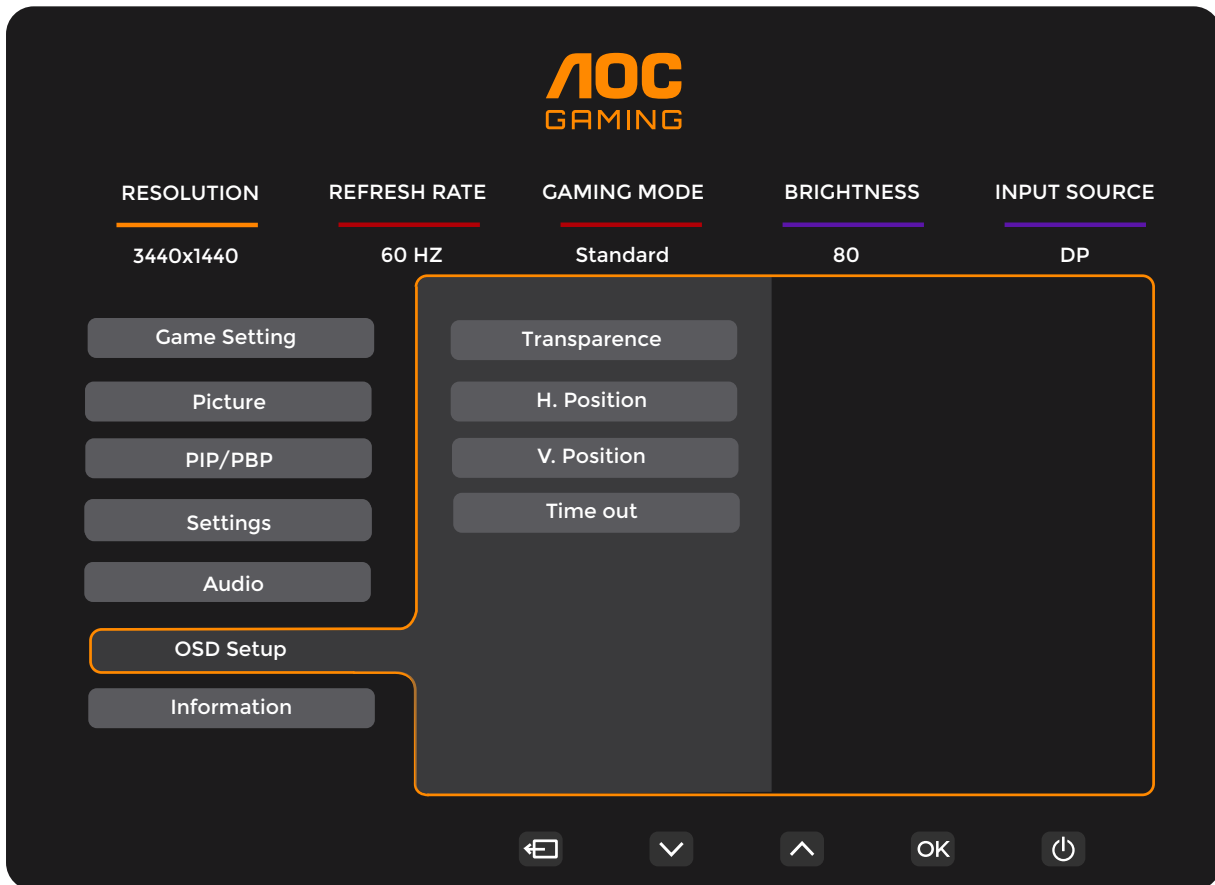 AOC
GAMING
RESOLUTION REFRESH RATE GAMING MODE BRIGHTNESS INPUT SOURCE
3440x1440 60 HZ Standard 80 DP
Game Setting
Picture
PIP/PBP
Settings
Audio
OSD Setup
Information
Transparence
H. Position
V. Position
Time out
OK